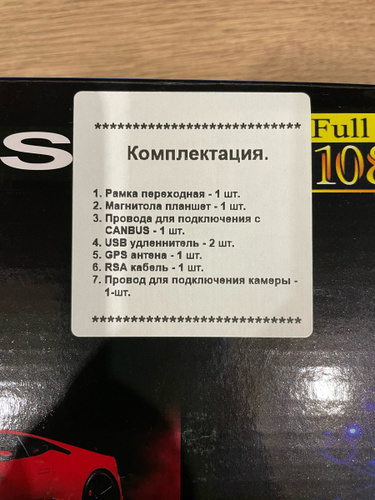 S
Full
108
******************************
Комплектация.
1. Рамка переходная - 1 шт.
2. Магнитола планшет - 1 шт.
3. Провода для подключения с
CANBUS - 1 шт.
4. USB удленнитель - 2 шт.
5. GPS антена - 1 шт.
6. RSA кабель - 1 шт.
7. Провод для подключения камеры -
1-шт.
******************************